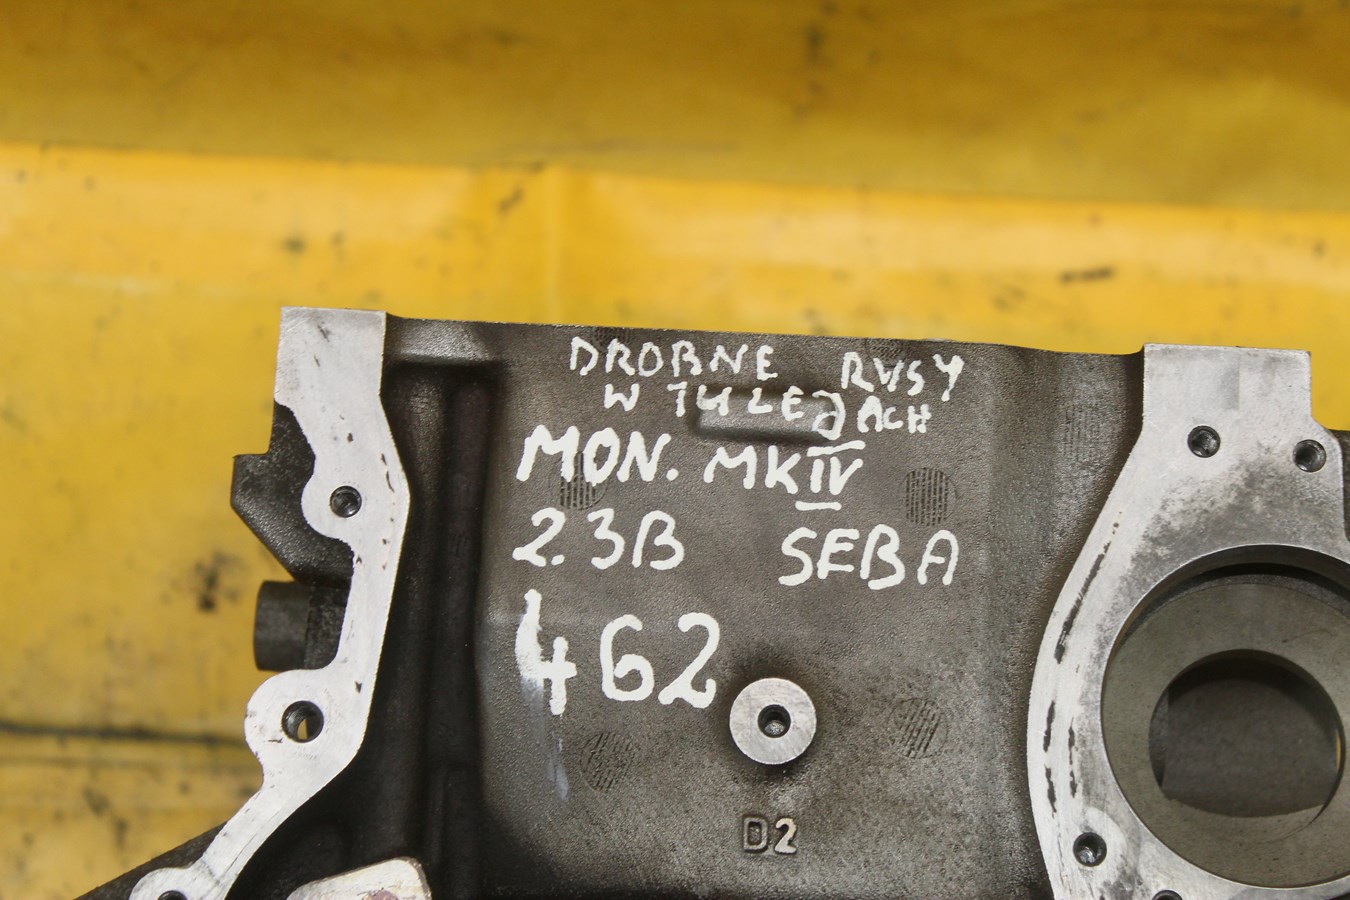 DROBNE RYSY
W TULEJACH
MON. MKIV
2.3B SEBA
462
D2